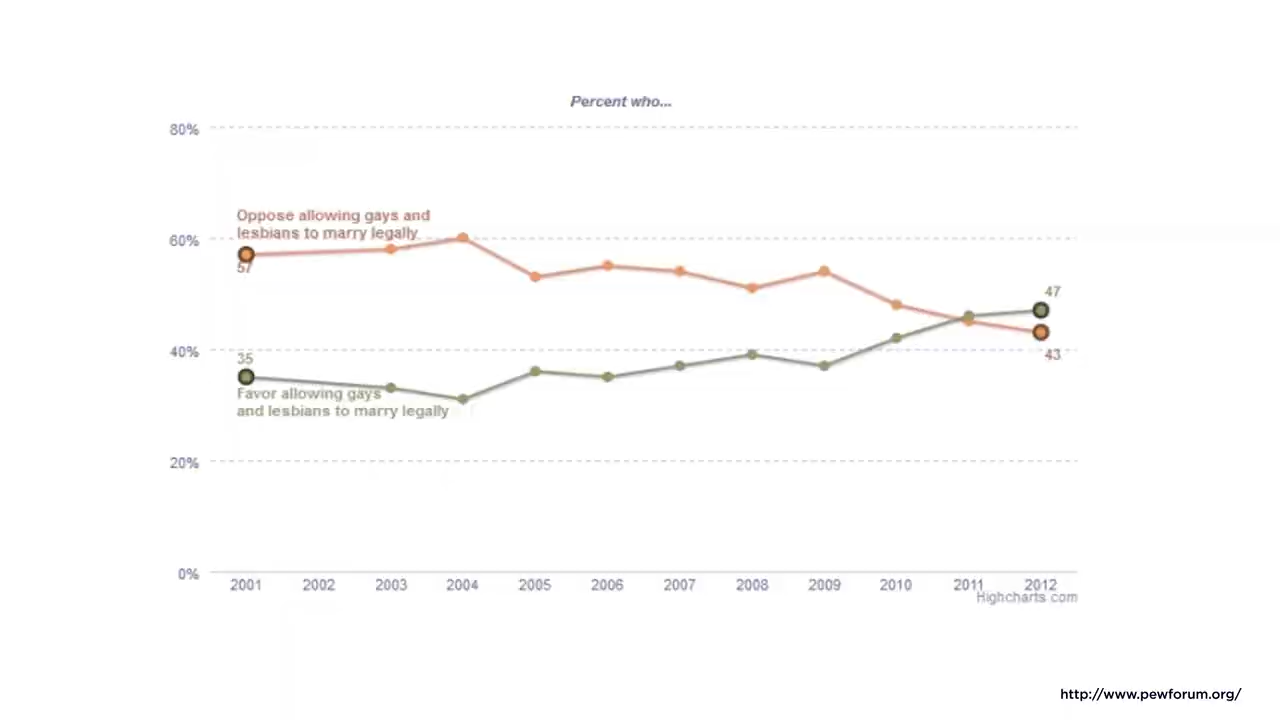 Percent who...
80%
Oppose allowing gays and
lesbians to marry legally
60%
57
47
43
40%
35
Favor allowing gays
and lesbians to marry legally
20%
0%
2001 2002 2003 2004 2005 2006 2007 2008 2009 2010 2011 2012
Highcharts.com
http://www.pewforum.org/